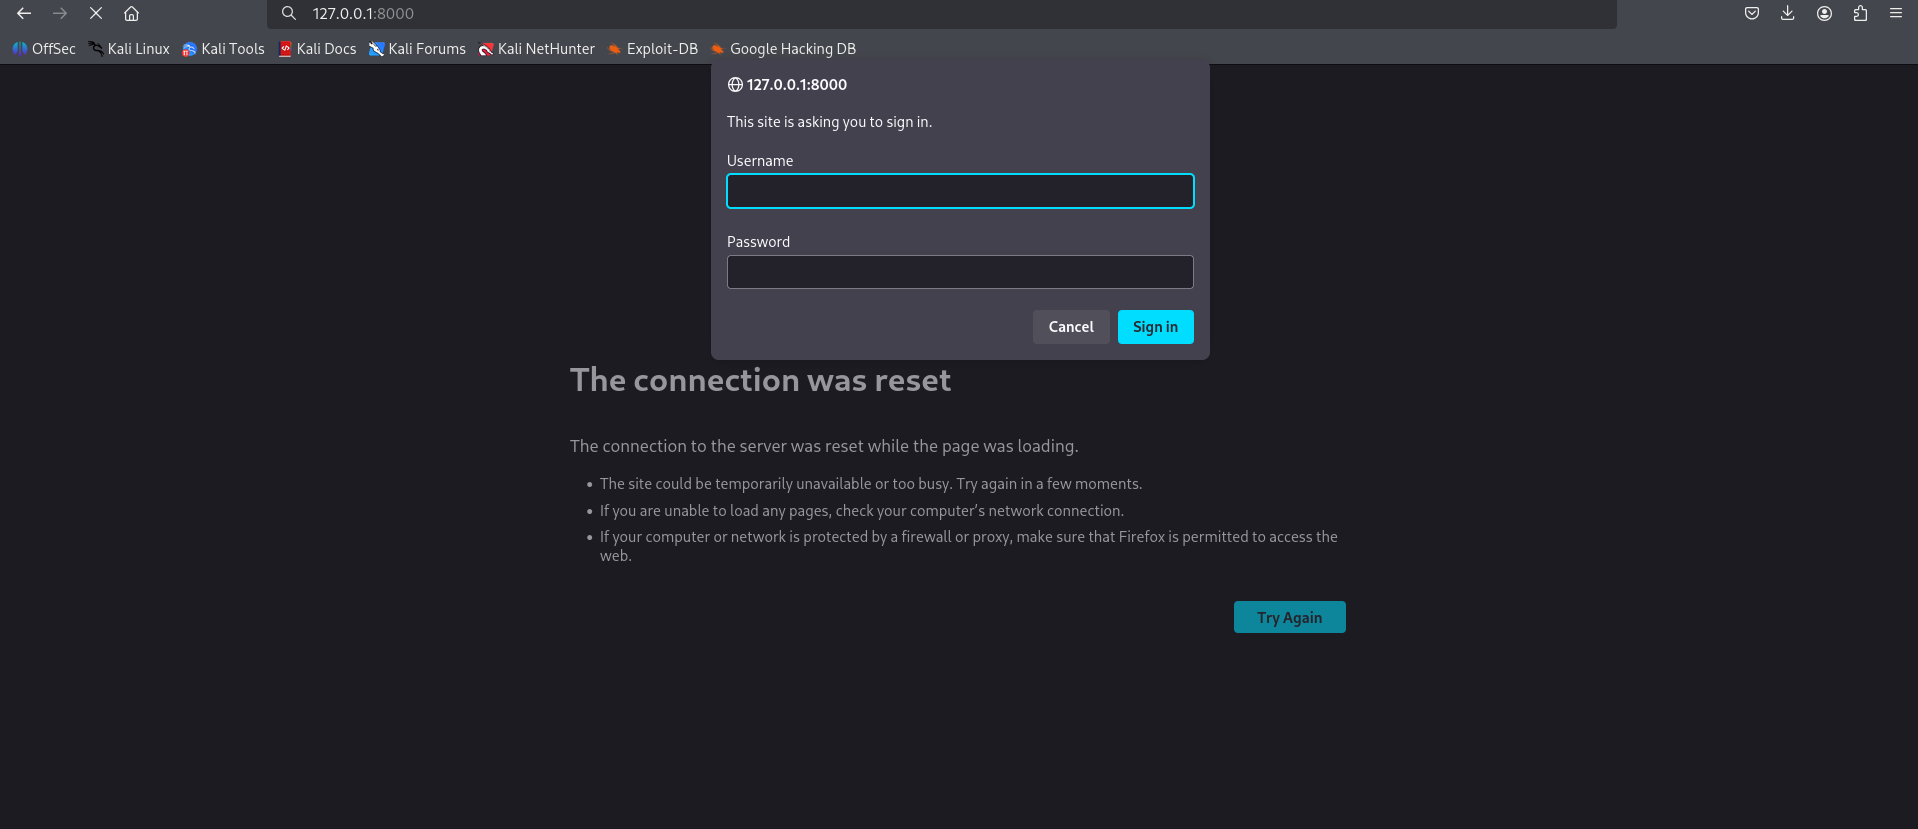 127.0.0.1:8000
OffSec Kali Linux Kali Tools Kali Docs Kali Forums Kali NetHunter Exploit-DB Google Hacking DB
127.0.0.1:8000
This site is asking you to sign in.
Username
Password
Cancel Sign in
The connection was reset
The connection to the server was reset while the page was loading.
• The site could be temporarily unavailable or too busy. Try again in a few moments.
• If you are unable to load any pages, check your computer’s network connection.
• If your computer or network is protected by a firewall or proxy, make sure that Firefox is permitted to access the
web.
Try Again